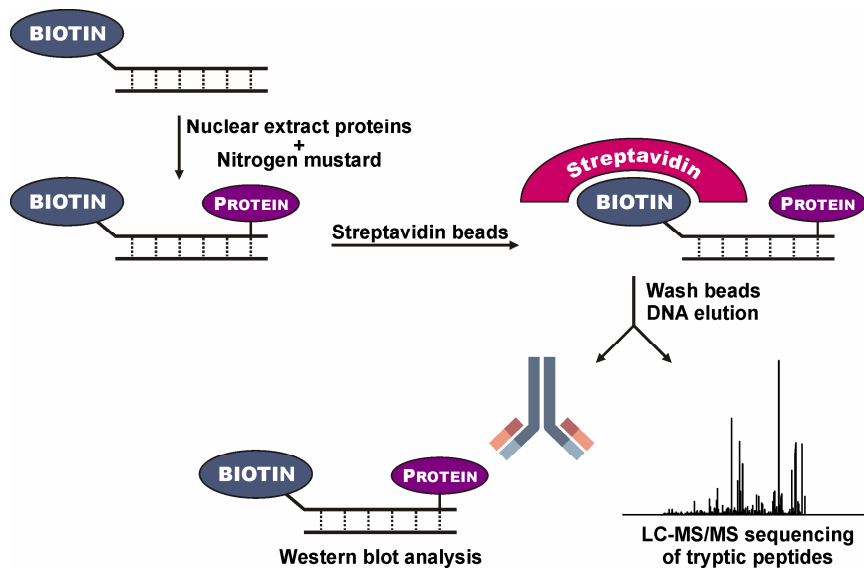 BIOTIN
Nuclear extract proteins
+
Nitrogen mustard
BIOTIN
PROTEIN
Streptavidin beads
Streptavidin
BIOTIN
PROTEIN
Wash beads
DNA elution
BIOTIN
PROTEIN
Western blot analysis
LC-MS/MS sequencing
of tryptic peptides